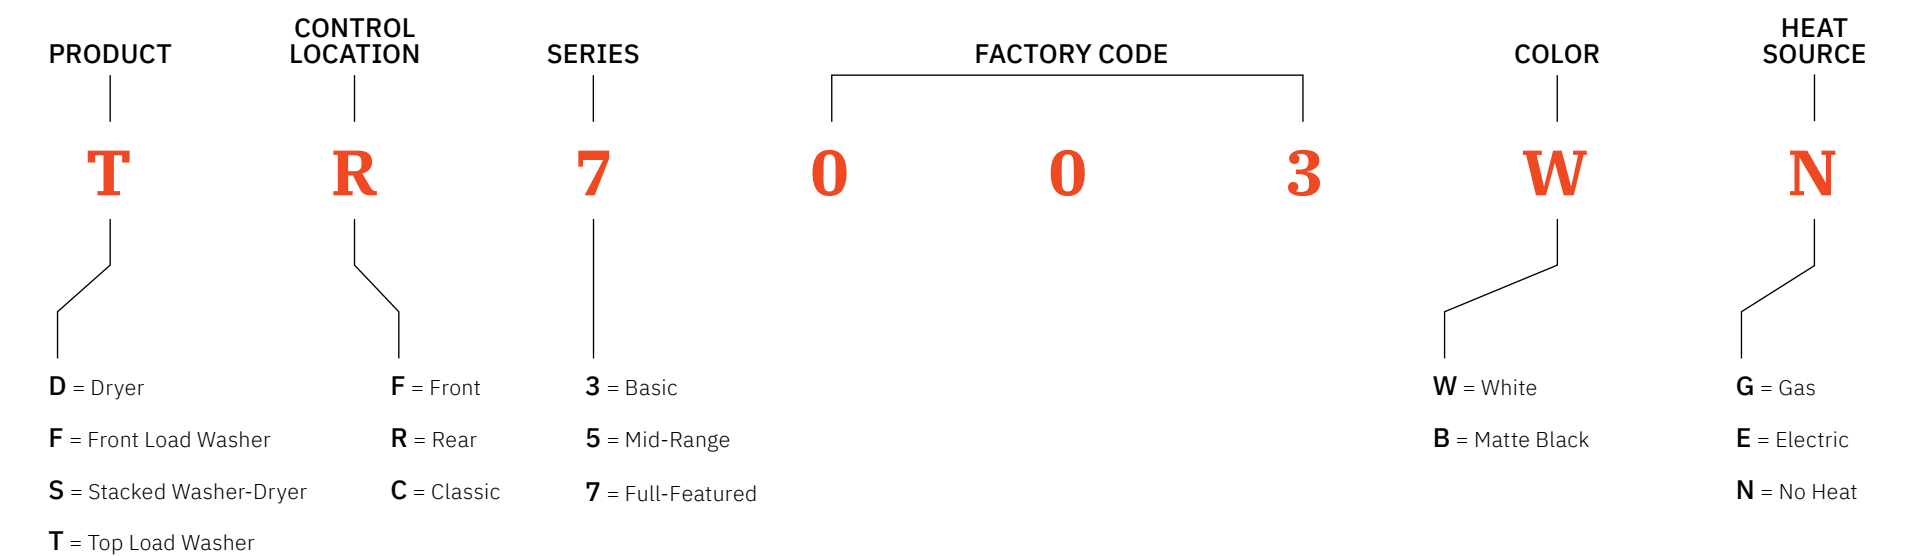 PRODUCT
CONTROL
LOCATION
SERIES
FACTORY CODE
COLOR
HEAT
SOURCE
T R 7 0 0 3 W N
D = Dryer
F = Front Load Washer
S = Stacked Washer-Dryer
T = Top Load Washer
F = Front
R = Rear
C = Classic
3 = Basic
5 = Mid-Range
7 = Full-Featured
W = White
B = Matte Black
G = Gas
E = Electric
N = No Heat